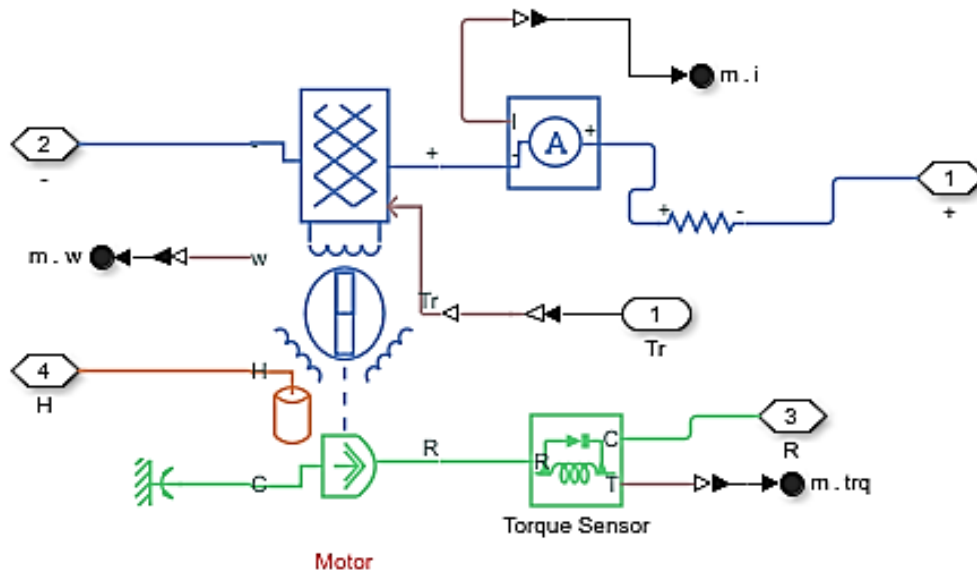 m.i
I
A
+
-
2
-
-
+
1
+
+
-
m.w
w
Tr
1
Tr
4
H
H
R
R
C
3
R
C
T
m.trq
Torque Sensor
Motor